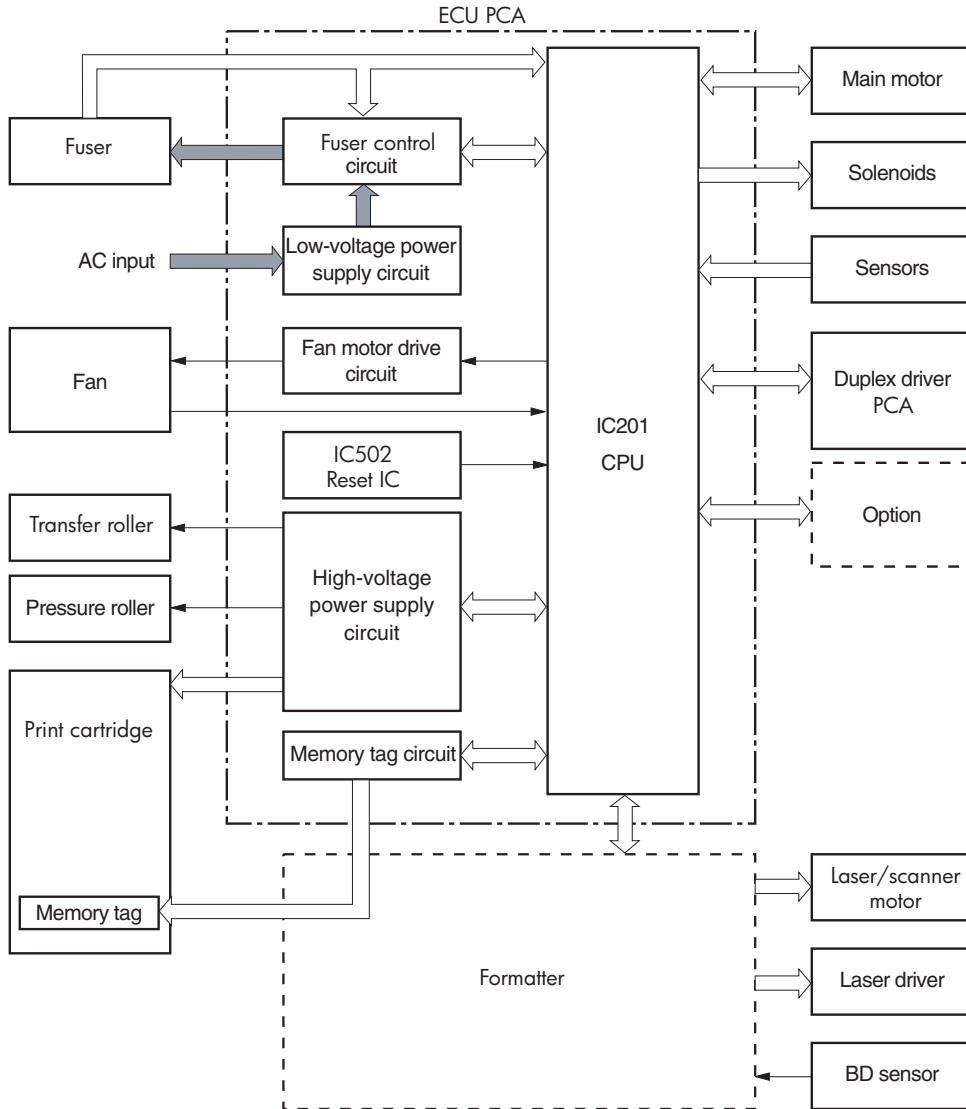 ECU PCA
Main motor
Fuser
Fuser control
circuit
Solenoids
AC input
Low-voltage power
supply circuit
Sensors
Fan
Fan motor drive
circuit
IC201
CPU
Duplex driver
PCA
IC502
Reset IC
Transfer roller
Option
Pressure roller
High-voltage
power supply
circuit
Print cartridge
Memory tag circuit
Memory tag
Formatter
Laser/scanner
motor
Laser driver
BD sensor